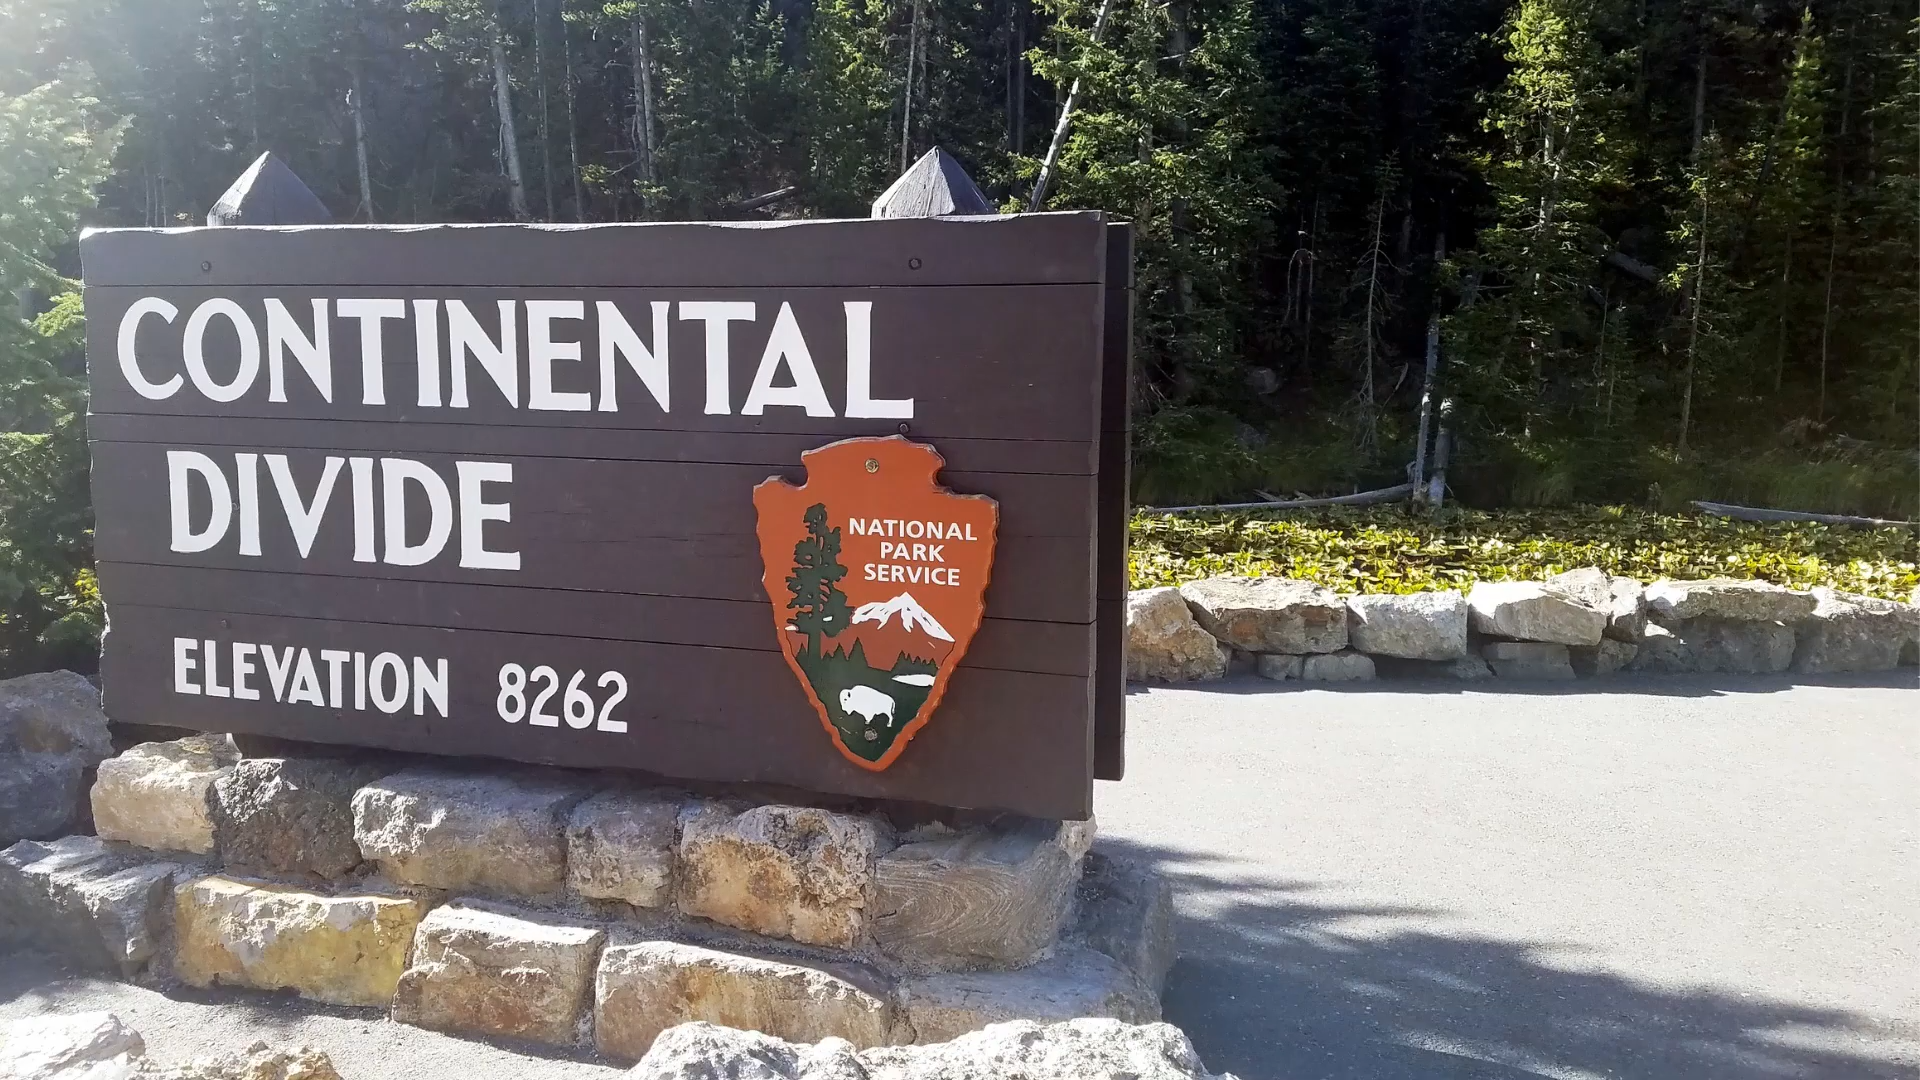 CONTINENTAL
DIVIDE
ELEVATION 8262
NATIONAL
PARK
SERVICE